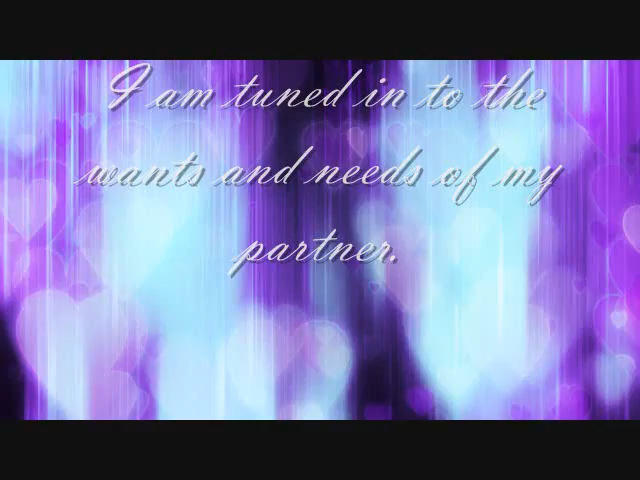 I am tuned in to the
wants and needs of my
partner.